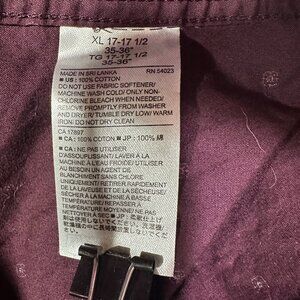 XL 17-17 1/2
35-36"
TG 17-17 1/2
35-36"
MADE IN SRI LANKA RN 54023
■ US: 100% COTTON
DO NOT USE FABRIC SOFTENER/
MACHINE WASH COLD/ONLY NON-
CHLORINE BLEACH WHEN NEEDED/
REMOVE PROMPTLY FROM WASHER
AND DRYER/TUMBLE DRY LOW/WARM
IRON/DO NOT DRY CLEAN
CA 17897
■ CA: 100% COTTON ■ JP: 100% 綿
■ CA: NE PAS UTILISER
D'ASSOUPLISSANT/LAVER À LA
MACHINE À L'EAU FROIDE/
AU BESOIN UN AGENT DE
BLANCHIMENT SANS CHLORE
UNIQUEMENT/RETIRER RAPIDEMENT
DE LA LAVEUSE ET DE LA SÉCHEUSE/
SÉCHER À LA MACHINE À BASSE
TEMPÉRATURE/REPASSAGE À FER
TIÈDE/NE PAS
NETTOYER À SEC ■ JP: